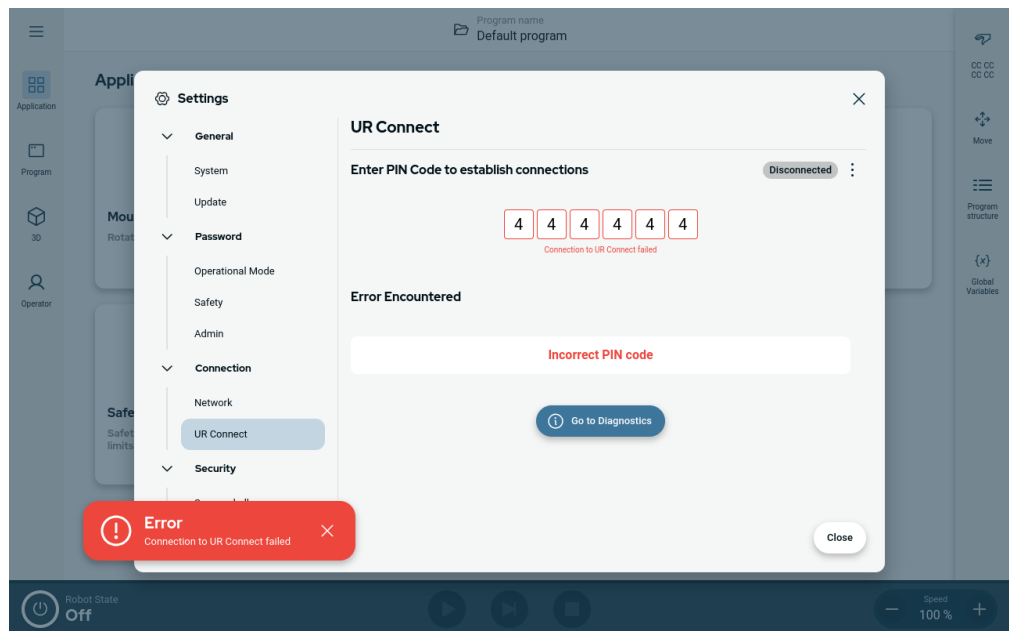 Program name
Default program
Application
Program
3D
Operator
Appli
Mou
Rotat
Safe
Safet
limits
Settings
General
System
Update
Password
Operational Mode
Safety
Admin
Connection
Network
UR Connect
Security
UR Connect
Enter PIN Code to establish connections
Disconnected
4 4 4 4 4 4
Connection to UR Connect failed
Error Encountered
Incorrect PIN code
Go to Diagnostics
Close
Error
Connection to UR Connect failed
CC CC
CC CC
Move
Program
structure
{x}
Global
Variables
Robot State
Off
Speed
100 %